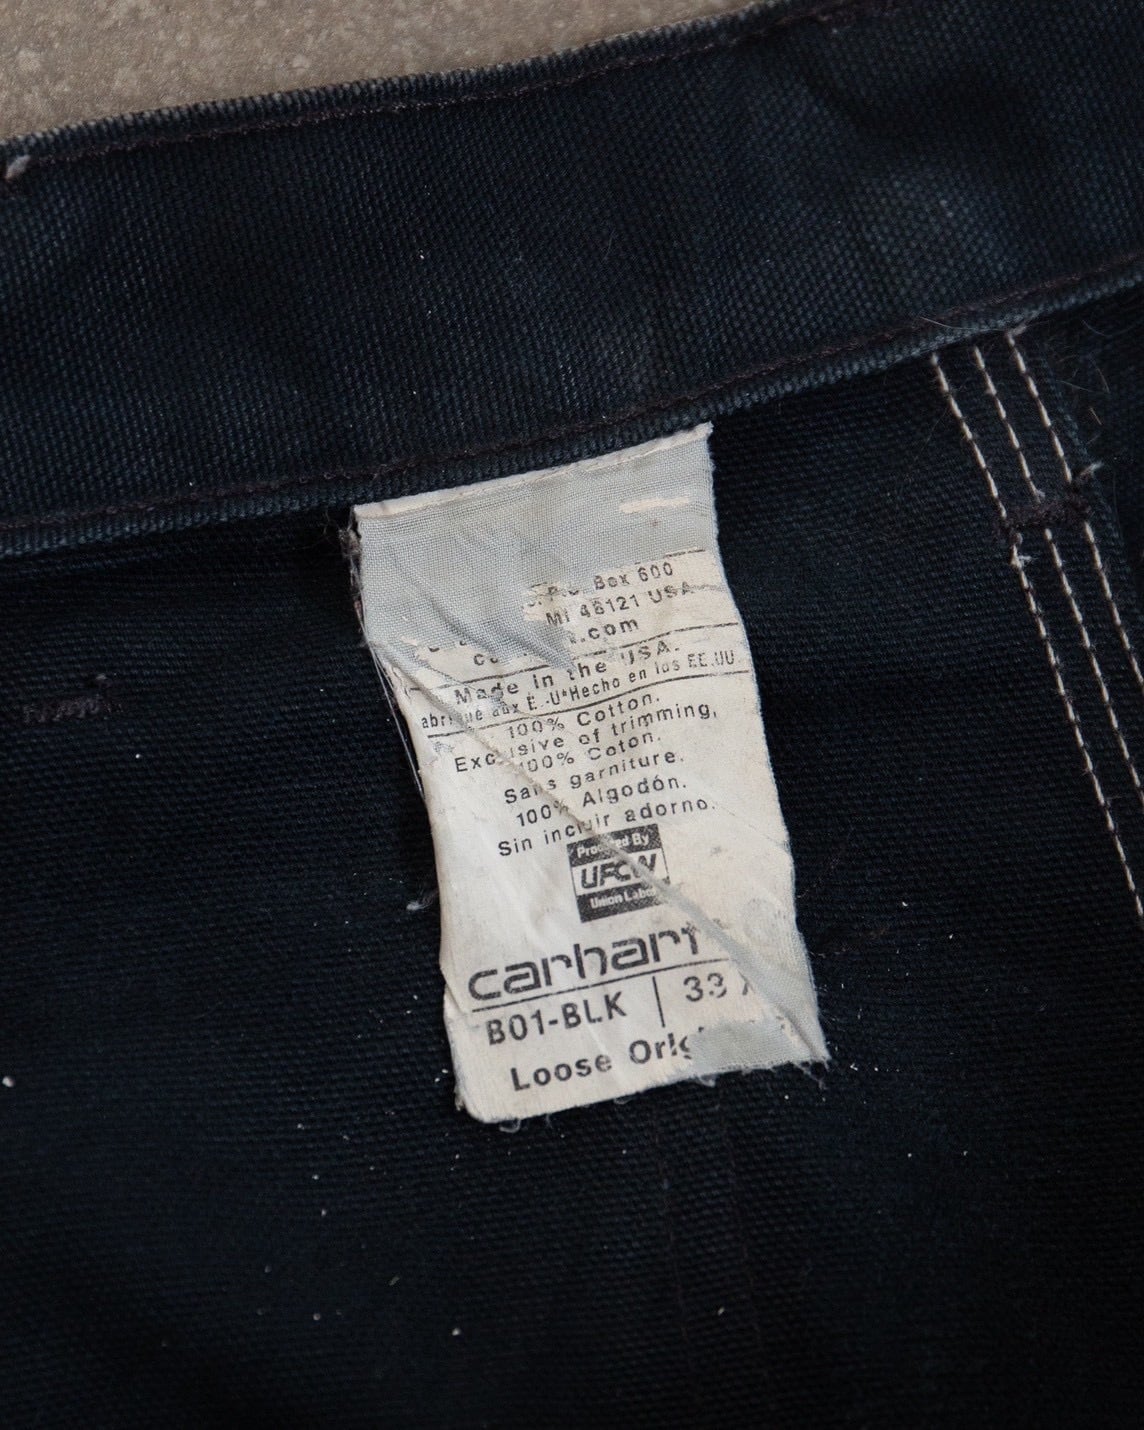 P.O. Box 600
MI 48121 USA
.com
Made in the USA.
E.-U*Hecho en los EE.UU.
100% Cotton.
Exclusive of trimming,
100% Coton.
Sans garniture.
100% Algodón.
Sin incluir adorno.
Produced By
UFCW
Union Label
carhart
B01-BLK | 33 X
Loose Orig